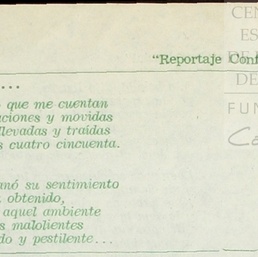 "Reportaje Conf
...
que me cuentan
ciones y movidas
llevadas y traídas
s cuatro cincuenta.
mó su sentimiento
obtenido,
aquel ambiente
s malolientes
do y pestilente...
CEN
ES
DE
FUN
Ca